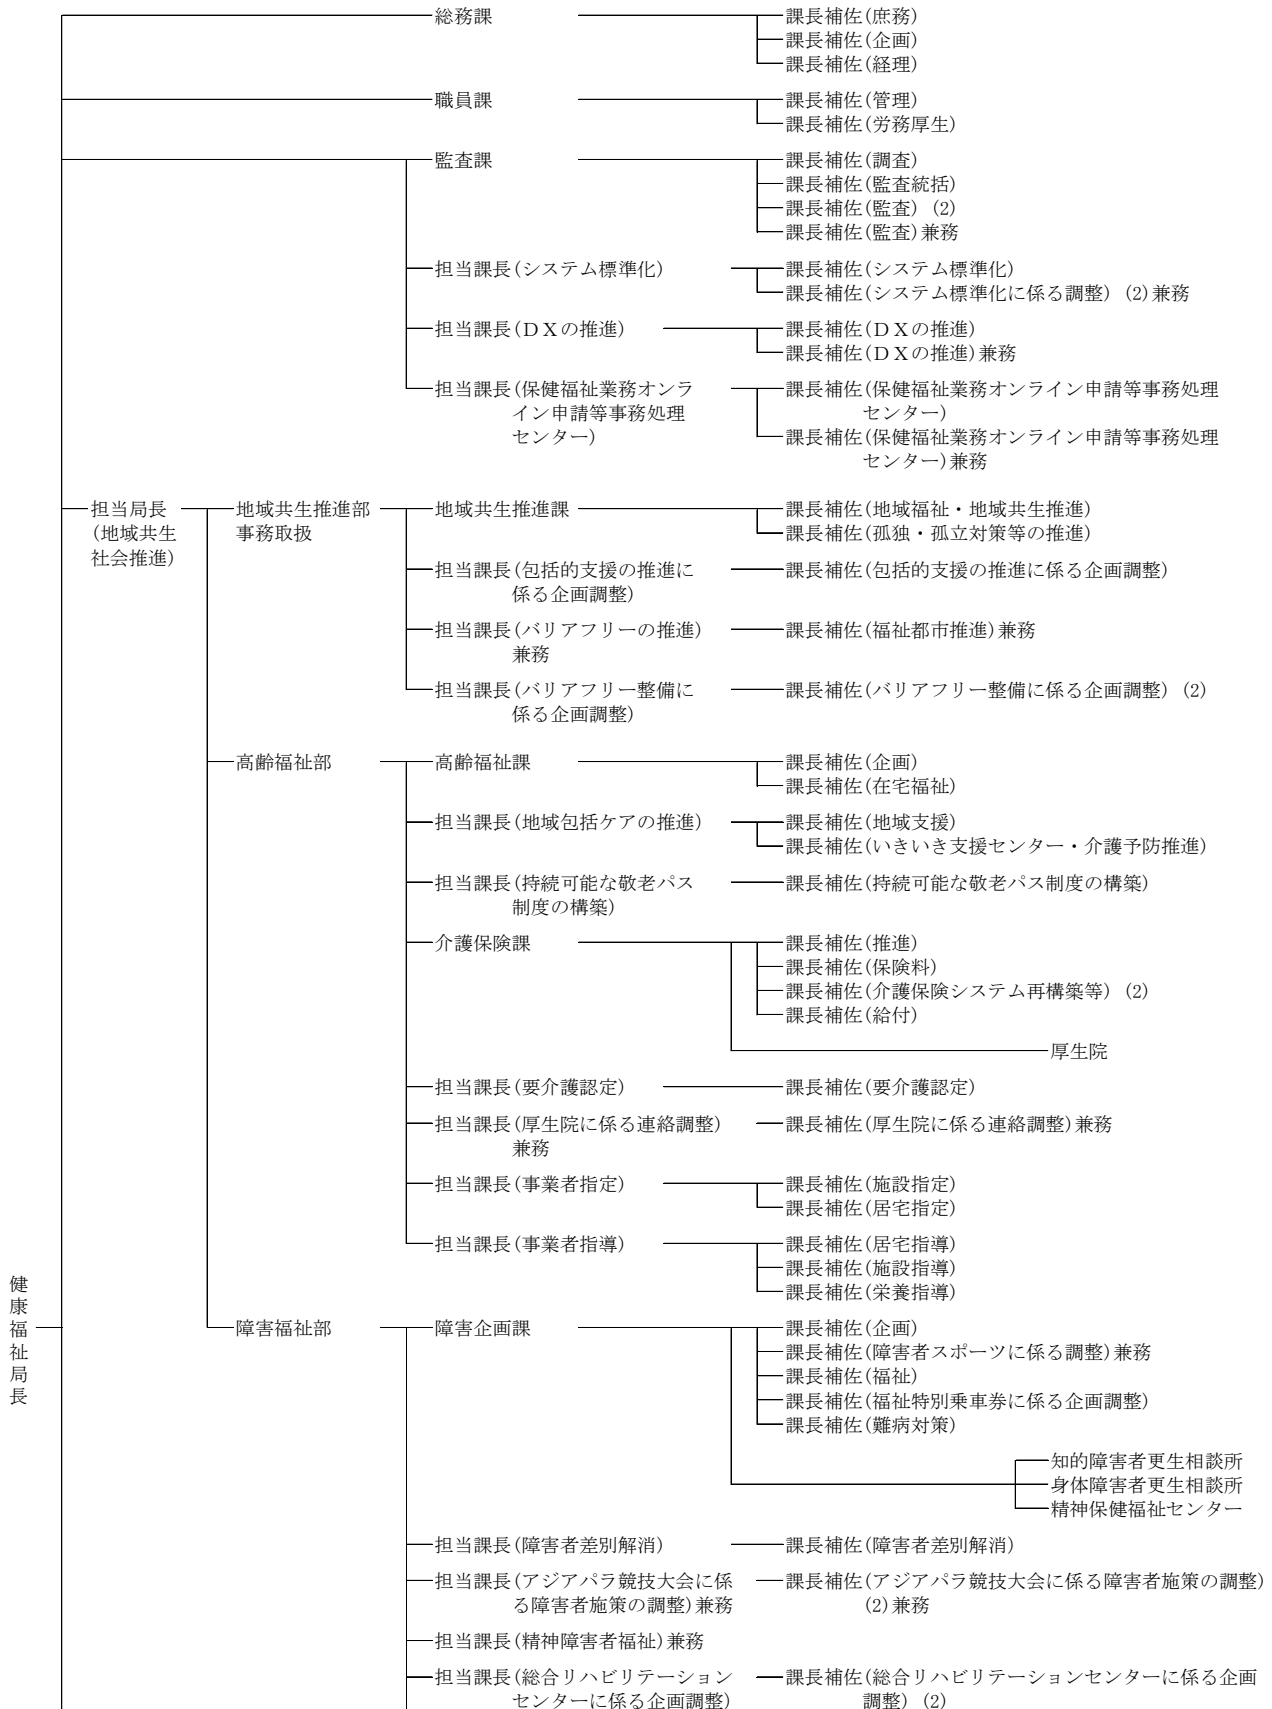 総務課 課長補佐(庶務)
課長補佐(企画)
課長補佐(経理)
職員課 課長補佐(管理)
課長補佐(労務厚生)
監査課 課長補佐(調査)
課長補佐(監査統括)
課長補佐(監査) (2)
課長補佐(監査)兼務
担当課長(システム標準化) 課長補佐(システム標準化)
課長補佐(システム標準化に係る調整) (2)兼務
担当課長(DXの推進) 課長補佐(DXの推進)
課長補佐(DXの推進)兼務
担当課長(保健福祉業務オンラ 課長補佐(保健福祉業務オンライン申請等事務処理
イン申請等事務処理 センター)
センター) 課長補佐(保健福祉業務オンライン申請等事務処理
センター)兼務
担当局長 地域共生推進部 地域共生推進課 課長補佐(地域福祉・地域共生推進)
(地域共生 事務取扱 課長補佐(孤独・孤立対策等の推進)
社会推進)
担当課長(包括的支援の推進に 課長補佐(包括的支援の推進に係る企画調整)
係る企画調整)
担当課長(バリアフリーの推進) 課長補佐(福祉都市推進)兼務
兼務
担当課長(バリアフリー整備に 課長補佐(バリアフリー整備に係る企画調整) (2)
係る企画調整)
高齢福祉部 高齢福祉課 課長補佐(企画)
課長補佐(在宅福祉)
担当課長(地域包括ケアの推進) 課長補佐(地域支援)
課長補佐(いきいき支援センター・介護予防推進)
担当課長(持続可能な敬老パス 課長補佐(持続可能な敬老パス制度の構築)
制度の構築)
介護保険課 課長補佐(推進)
課長補佐(保険料)
課長補佐(介護保険システム再構築等) (2)
課長補佐(給付)
厚生院
担当課長(要介護認定) 課長補佐(要介護認定)
担当課長(厚生院に係る連絡調整) 課長補佐(厚生院に係る連絡調整)兼務
兼務
担当課長(事業者指定) 課長補佐(施設指定)
課長補佐(居宅指定)
担当課長(事業者指導) 課長補佐(居宅指導)
課長補佐(施設指導)
課長補佐(栄養指導)
健康福祉局長
障害福祉部 障害企画課 課長補佐(企画)
課長補佐(障害者スポーツに係る調整)兼務
課長補佐(福祉)
課長補佐(福祉特別乗車券に係る企画調整)
課長補佐(難病対策)
知的障害者更生相談所
身体障害者更生相談所
精神保健福祉センター
担当課長(障害者差別解消) 課長補佐(障害者差別解消)
担当課長(アジアパラ競技大会に係 課長補佐(アジアパラ競技大会に係る障害者施策の調整)
る障害者施策の調整)兼務 (2)兼務
担当課長(精神障害者福祉)兼務
担当課長(総合リハビリテーション 課長補佐(総合リハビリテーションセンターに係る企画
センターに係る企画調整) 調整) (2)